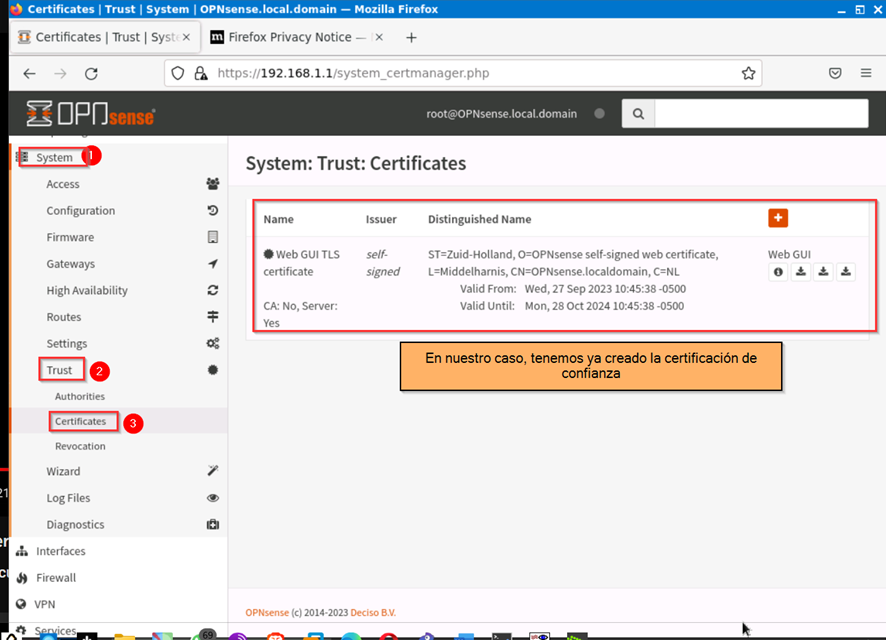 Certificates | Trust | System | OPNsense.local.domain — Mozilla Firefox
Certificates | Trust | Syste
Firefox Privacy Notice —
https://192.168.1.1/system_certmanager.php
OPNsense
root@OPNsense.local.domain
System
1
Access
Configuration
Firmware
Gateways
High Availability
Routes
Settings
Trust
2
Authorities
Certificates
3
Revocation
Wizard
Log Files
Diagnostics
Interfaces
Firewall
VPN
Services
System: Trust: Certificates
Name Issuer Distinguished Name
Web GUI TLS certificate
self-signed
ST=Zuid-Holland, O=OPNsense self-signed web certificate,
L=Middelharnis, CN=OPNsense.localdomain, C=NL
Valid From: Wed, 27 Sep 2023 10:45:38 -0500
Valid Until: Mon, 28 Oct 2024 10:45:38 -0500
Web GUI
CA: No, Server:
Yes
En nuestro caso, tenemos ya creado la certificación de
confianza
OPNsense (c) 2014-2023 Deciso B.V.
69